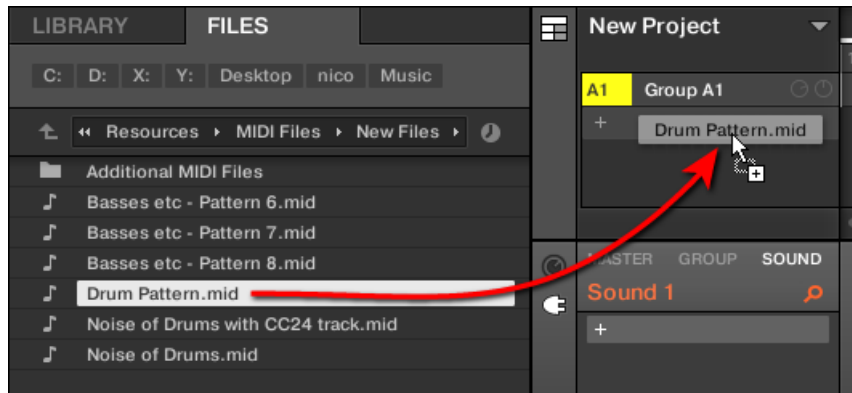 LIBRARY FILES
C: D: X: Y: Desktop nico Music
Resources MIDI Files New Files
Additional MIDI Files
Basses etc - Pattern 6.mid
Basses etc - Pattern 7.mid
Basses etc - Pattern 8.mid
Drum Pattern.mid
Noise of Drums with CC24 track.mid
Noise of Drums.mid
New Project
A1 Group A1
+ Drum Pattern.mid
MASTER GROUP SOUND
Sound 1
+